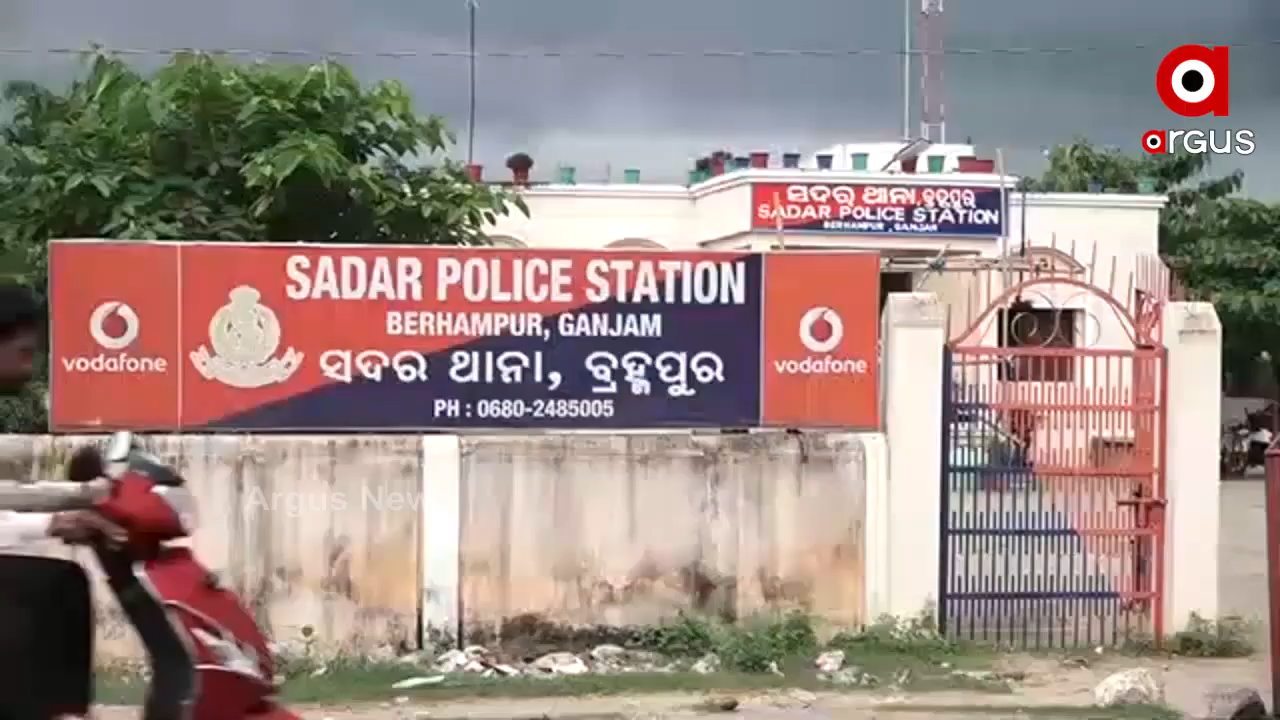 argus
ସଦର ଥାନା, ବ୍ରହ୍ମପୁର
SADAR POLICE STATION
BERHAMPUR, GANJAM
SADAR POLICE STATION
BERHAMPUR, GANJAM
ସଦର ଥାନା, ବ୍ରହ୍ମପୁର
PH : 0680-2485005
vodafone
vodafone
Argus New